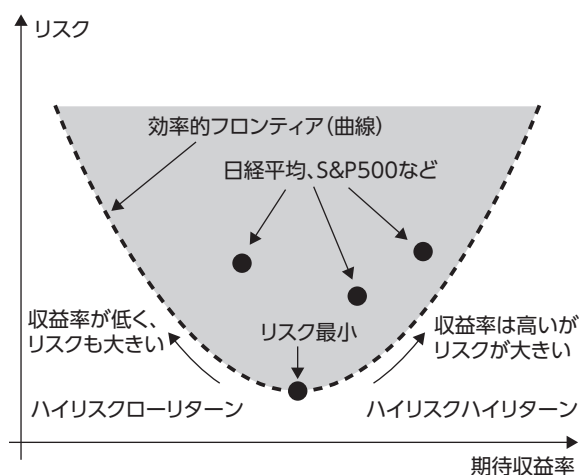 リスク
効率的フロンティア（曲線）
日経平均、S&P500など
収益率が低く、
リスクも大きい
リスク最小
収益率は高いが
リスクが大きい
ハイリスクローリターン
ハイリスクハイリターン
期待収益率